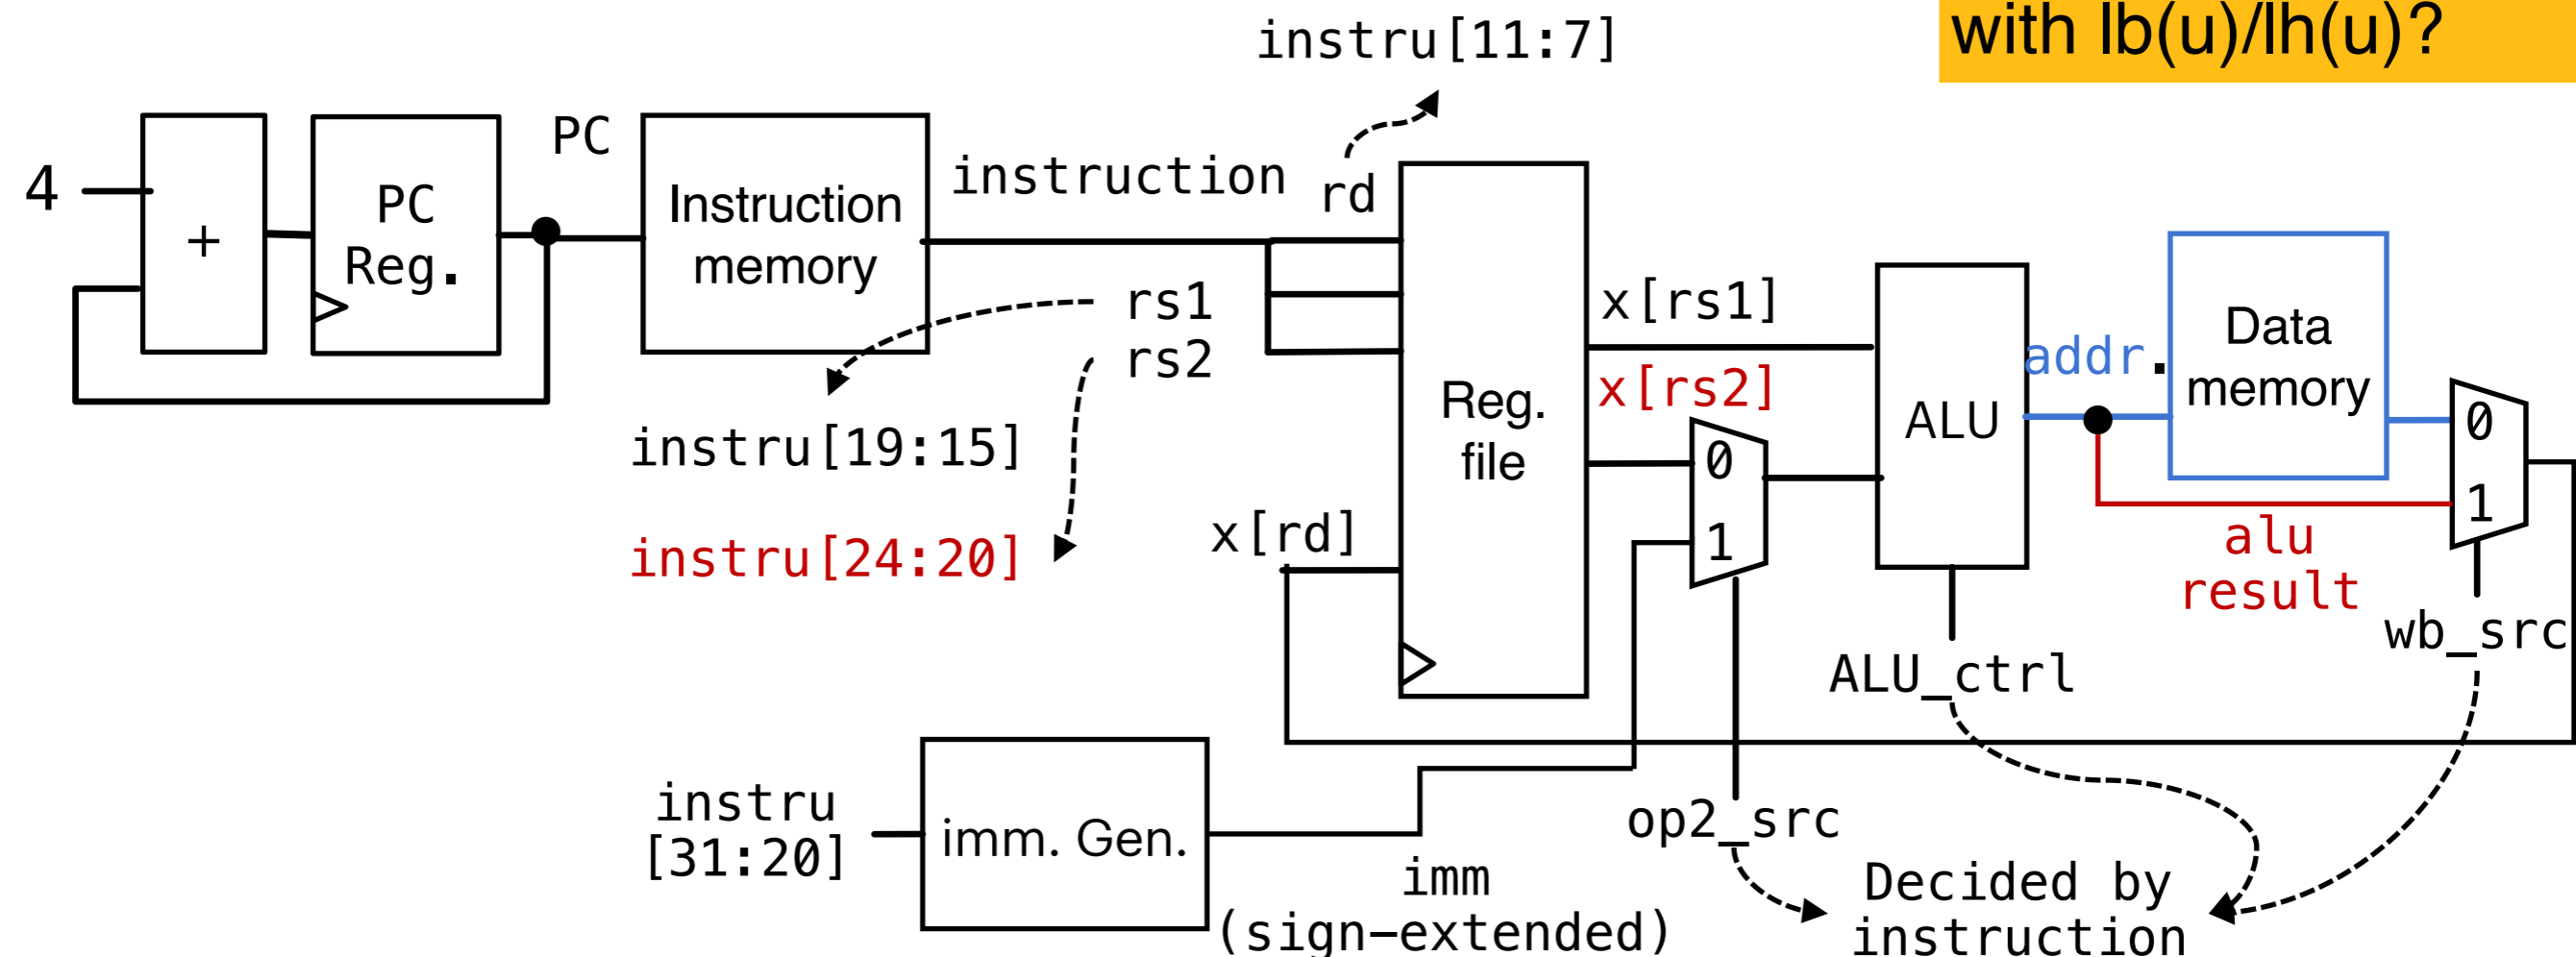 with lb(u)/lh(u)?
instru[11:7]
4
+
PC
Reg.
PC
Instruction
memory
instruction
rd
rs1
rs2
instru[19:15]
instru[24:20]
x[rd]
Reg.
file
x[rs1]
x[rs2]
0
1
ALU
addr.
Data
memory
0
1
alu
result
wb_src
ALU_ctrl
instru
[31:20]
imm. Gen.
imm
(sign-extended)
op2_src
Decided by
instruction